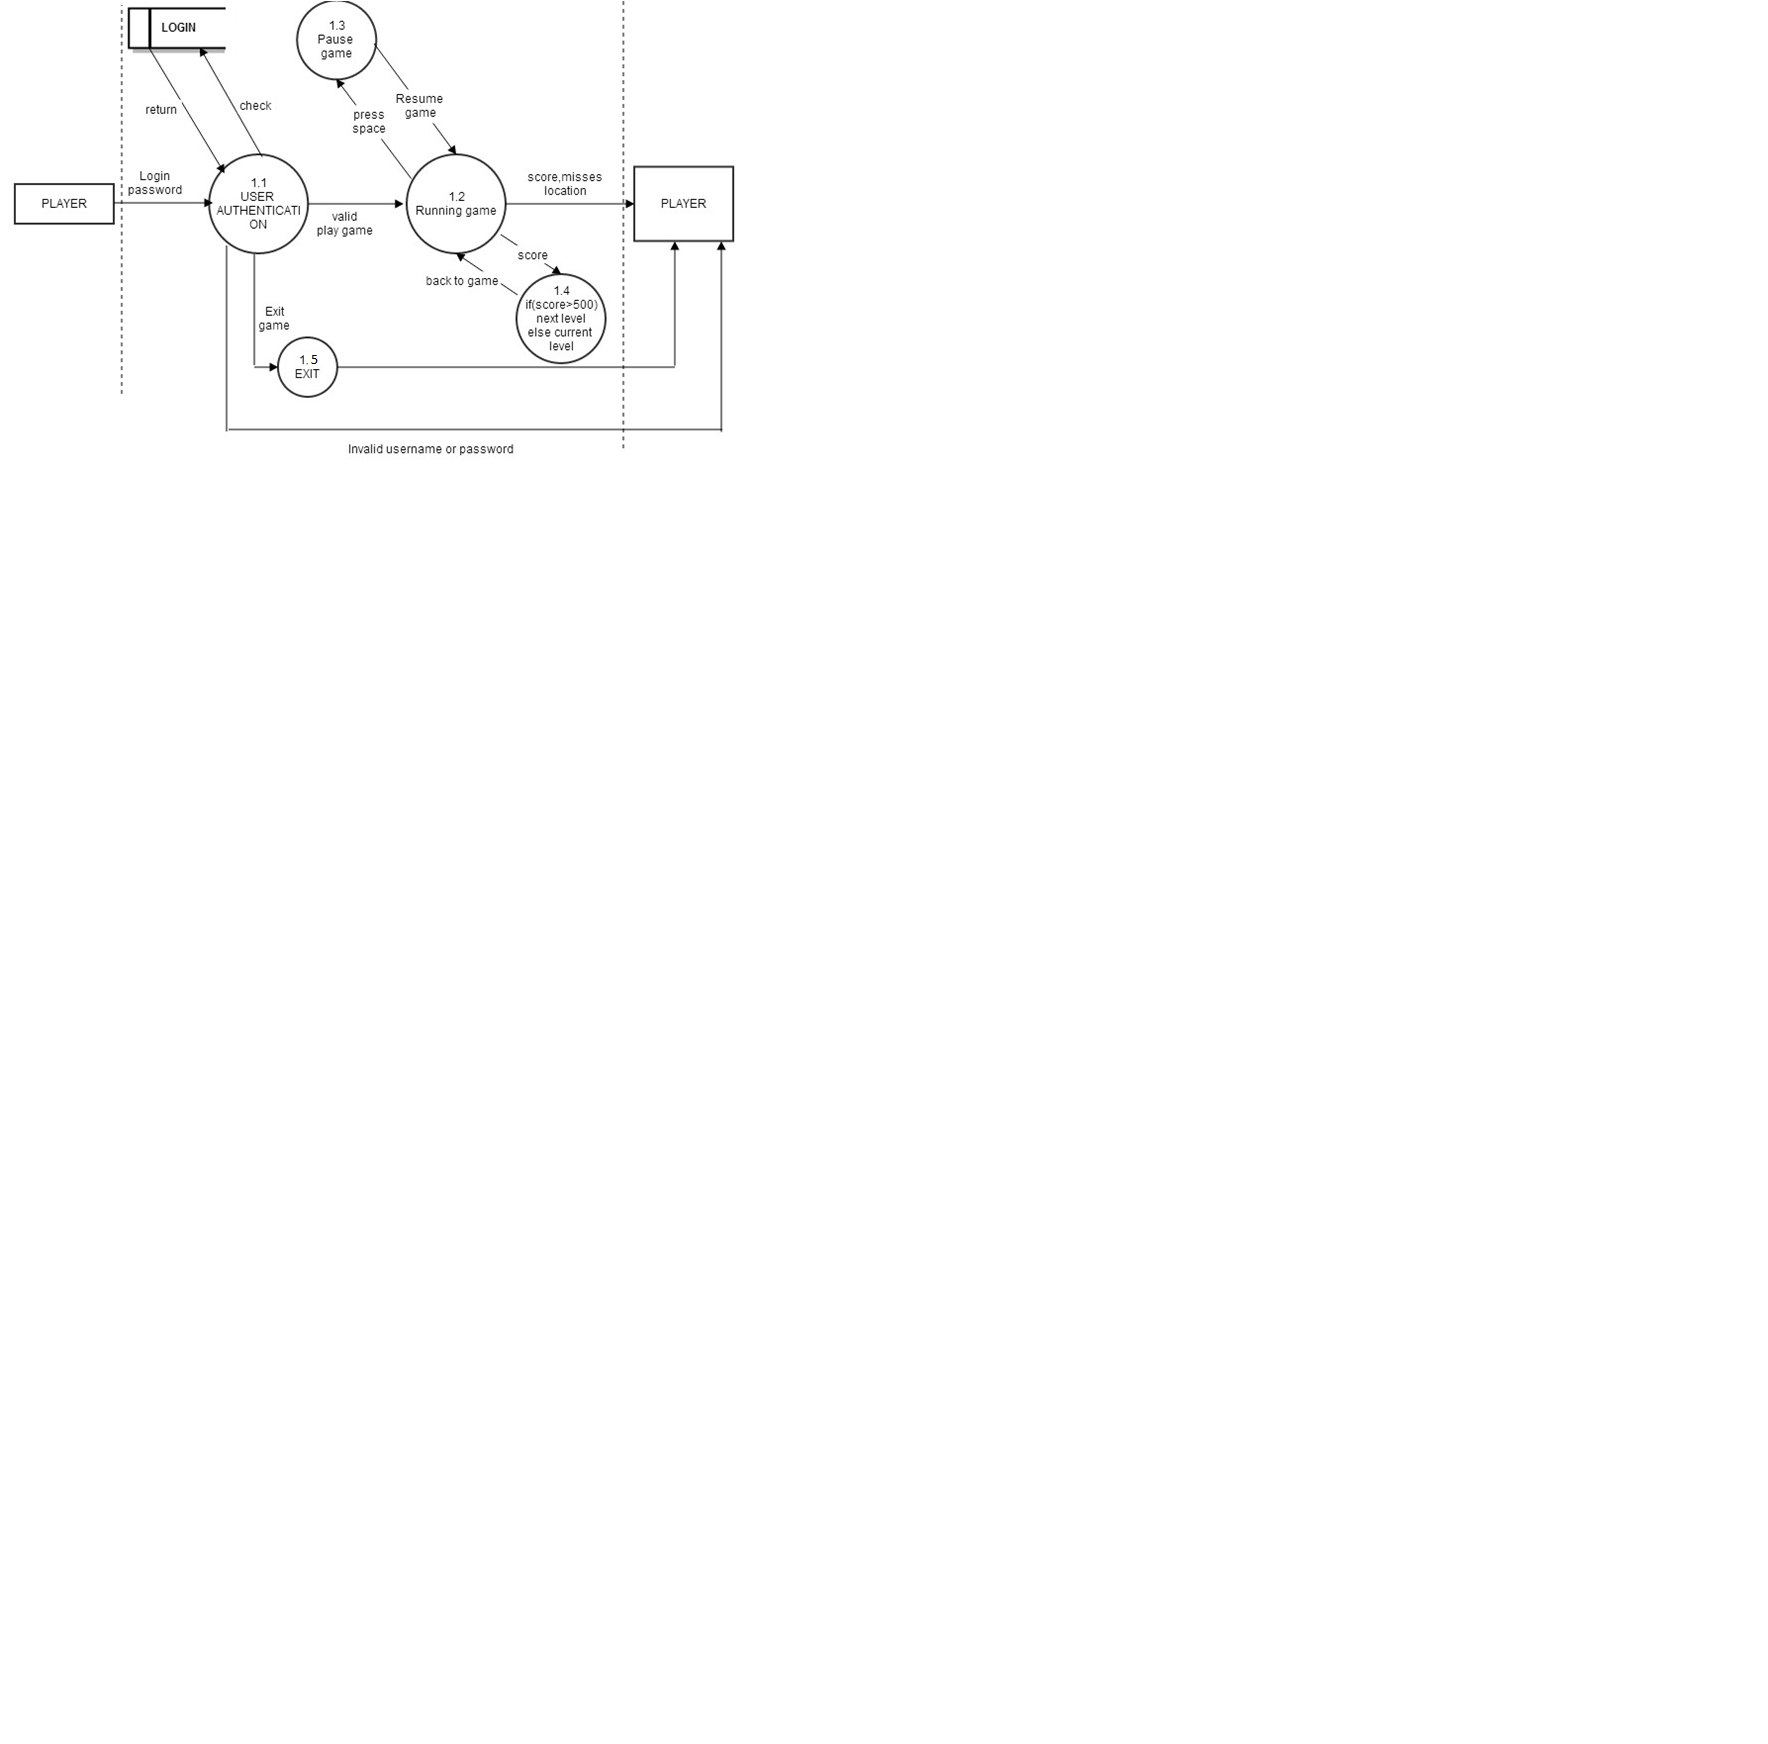 LOGIN
1.3
Pause
game
return
check
press
space
Resume
game
PLAYER
Login
password
1.1
USER
AUTHENTICATI
ON
valid
play game
1.2
Running game
score,misses
location
PLAYER
score
back to game
1.4
if(score>500)
next level
else current
level
Exit
game
1.5
EXIT
Invalid username or password